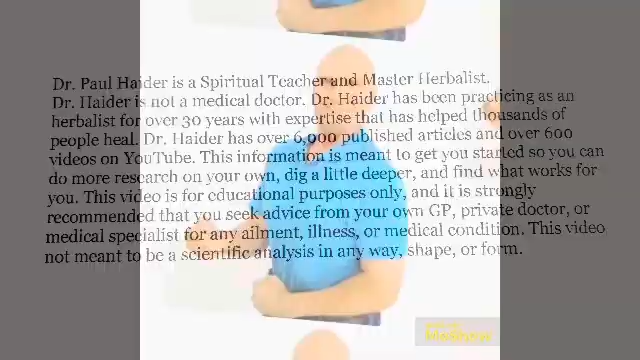 Dr. Paul Haider is a Spiritual Teacher and Master Herbalist.
Dr. Haider is not a medical doctor. Dr. Haider has been practicing as an
herbalist for over 30 years with expertise that has helped thousands of
people heal. Dr. Haider has over 6,000 published articles and over 600
videos on YouTube. This information is meant to get you started so you can
do more research on your own, dig a little deeper, and find what works for
you. This video is for educational purposes only, and it is strongly
recommended that you seek advice from your own GP, private doctor, or
medical specialist for any ailment, illness, or medical condition. This video
not meant to be a scientific analysis in any way, shape, or form.